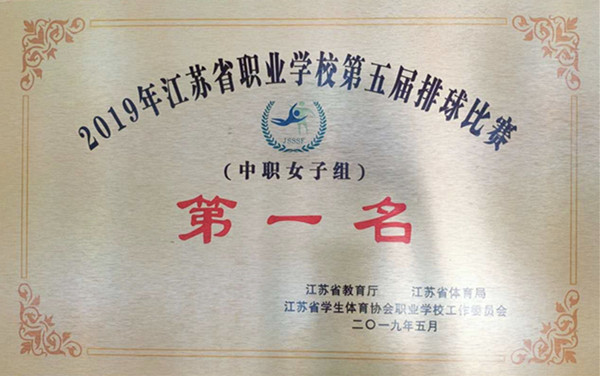 2019年江苏省职业学校第五届排球比赛
JSSSF
（中职女子组）
第一名
江苏省教育厅 江苏省体育局
江苏省学生体育协会职业学校工作委员会
二〇一九年五月